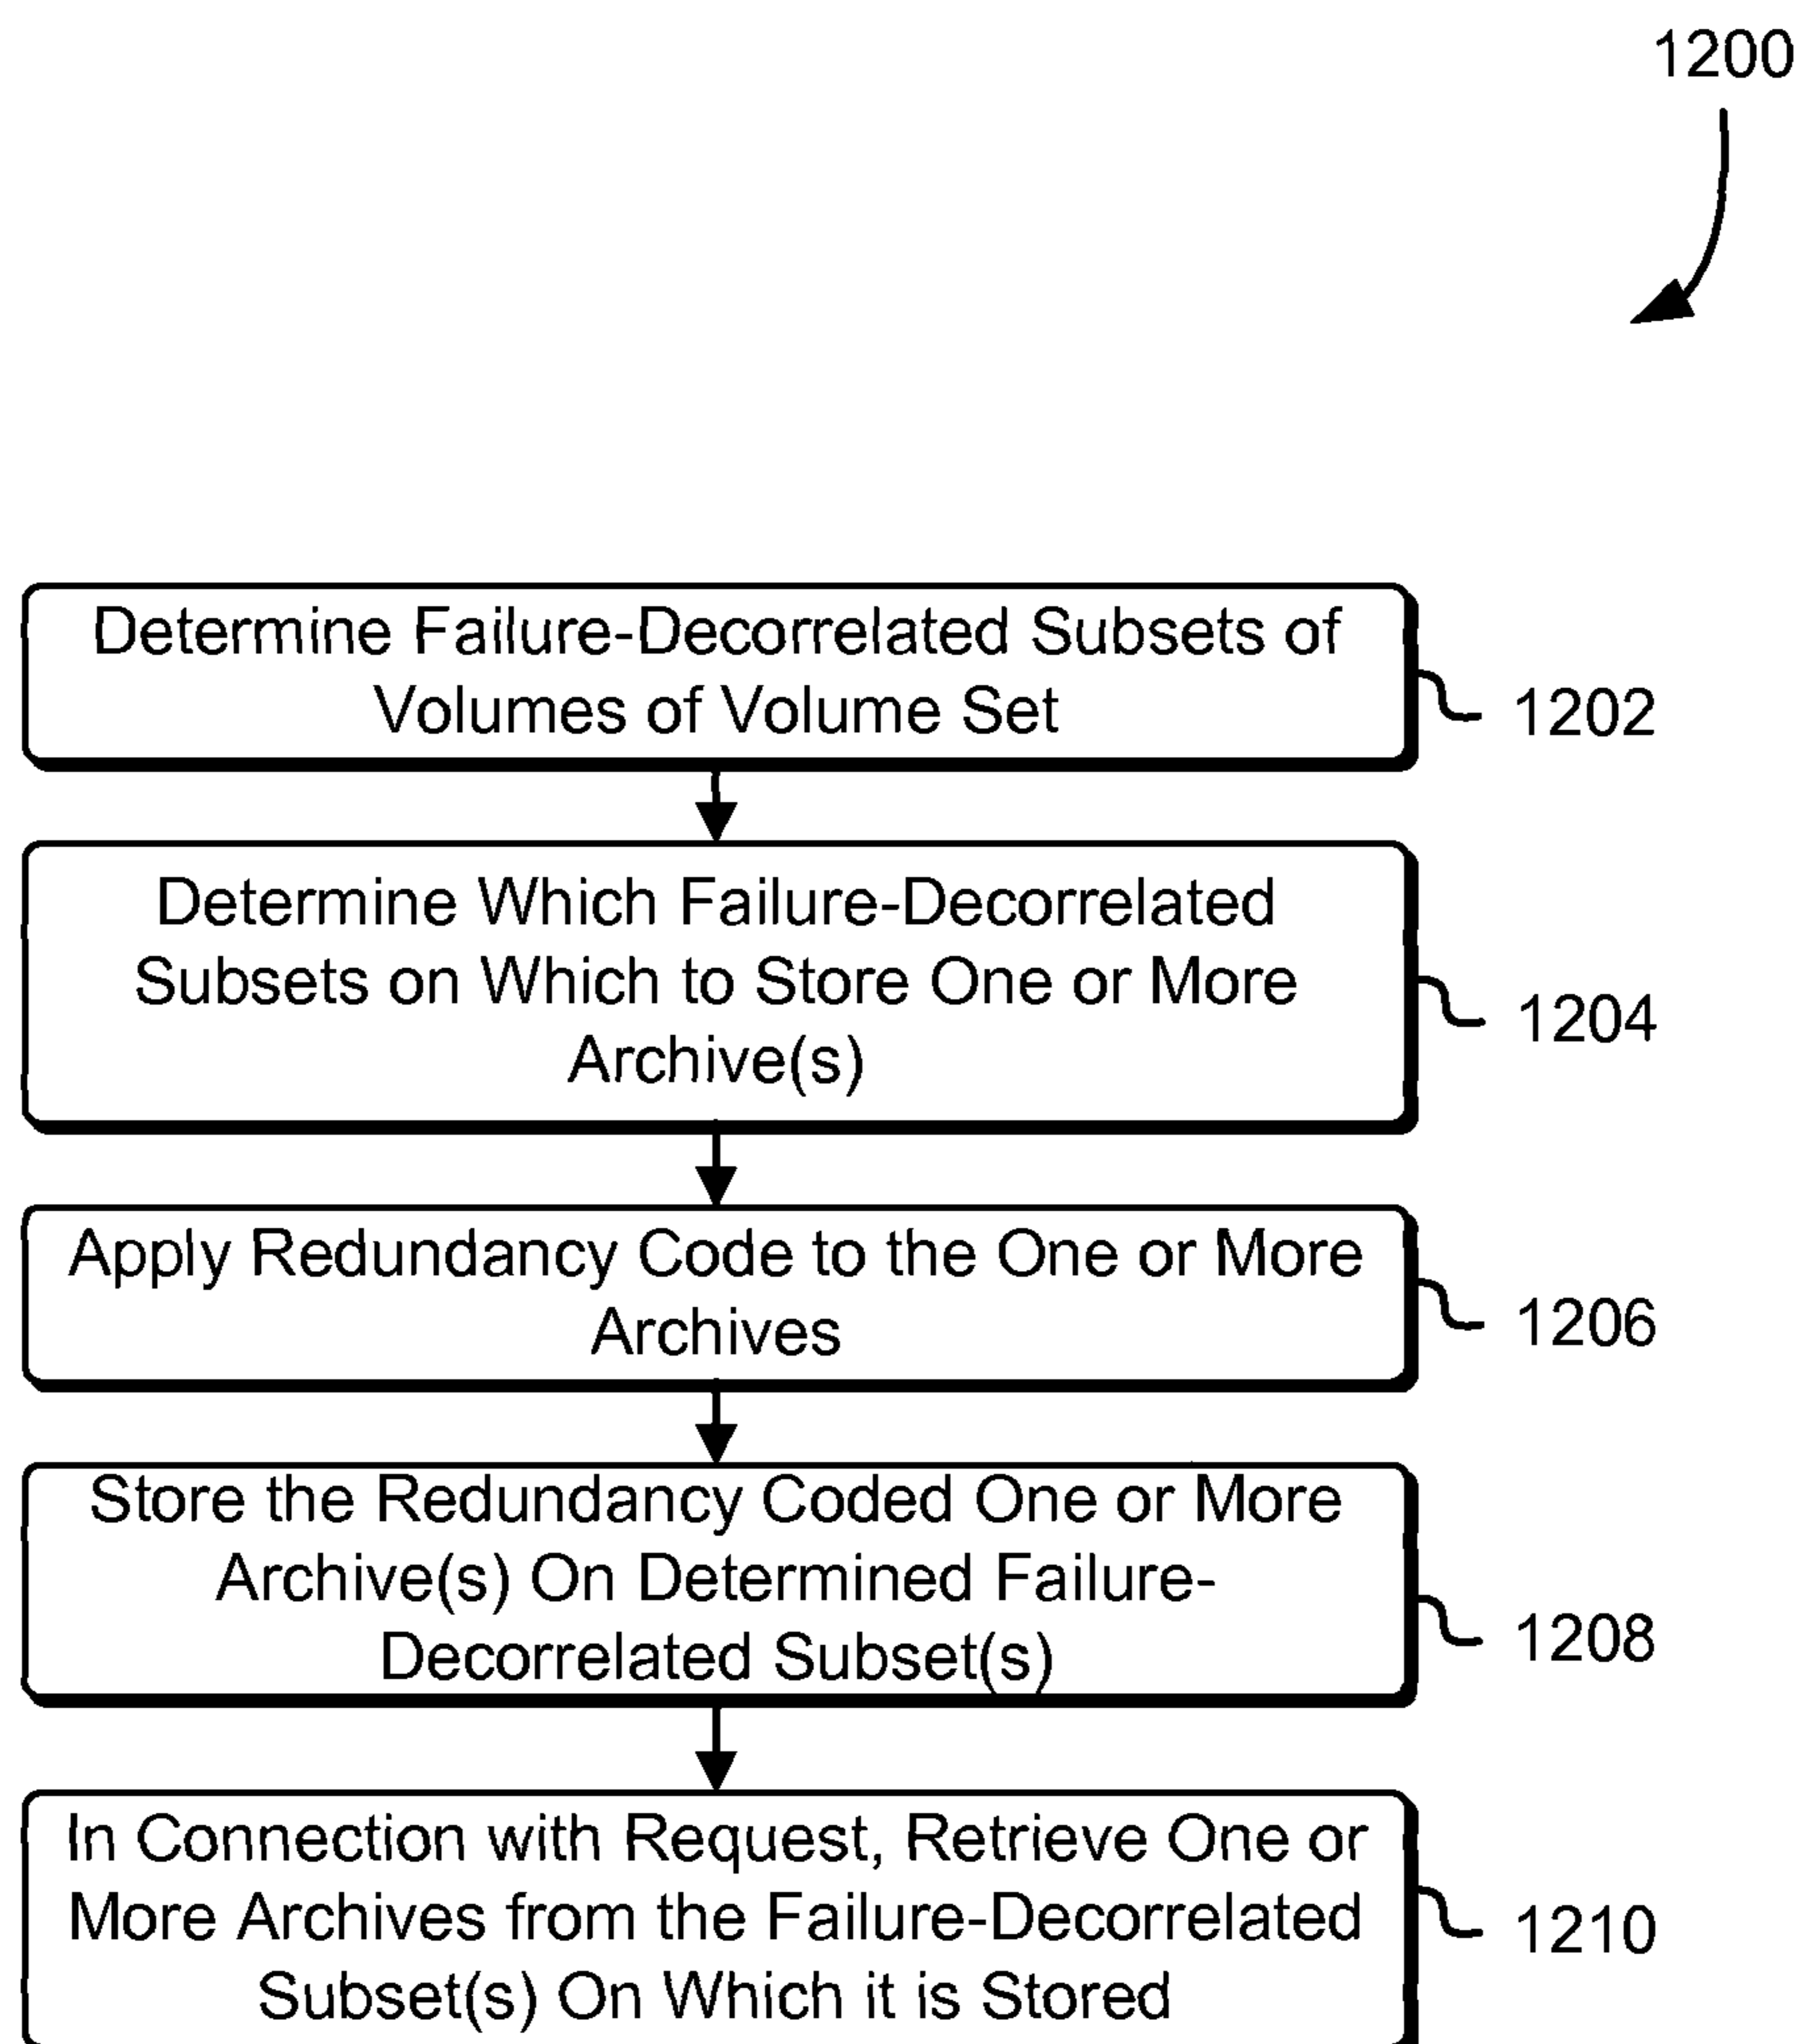 1200
Determine Failure-Decorrelated Subsets of
Volumes of Volume Set
1202
Determine Which Failure-Decorrelated
Subsets on Which to Store One or More
Archive(s)
1204
Apply Redundancy Code to the One or More
Archives
1206
Store the Redundancy Coded One or More
Archive(s) On Determined Failure-
Decorrelated Subset(s)
1208
In Connection with Request, Retrieve One or
More Archives from the Failure-Decorrelated
Subset(s) On Which it is Stored
1210